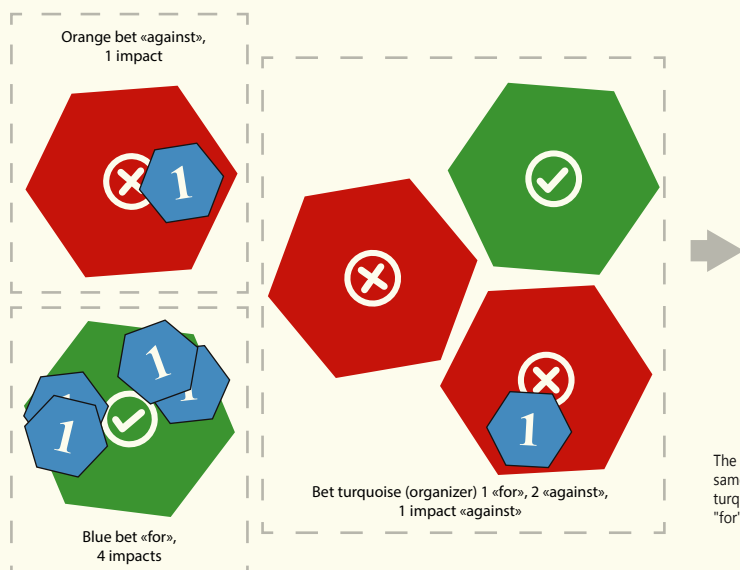 Orange bet «against»,
1 impact
1
1
1
1
1
Blue bet «for»,
4 impacts
1
Bet turquoise (organizer) 1 «for», 2 «against»,
1 impact «against»
The
sam
turq
"for"